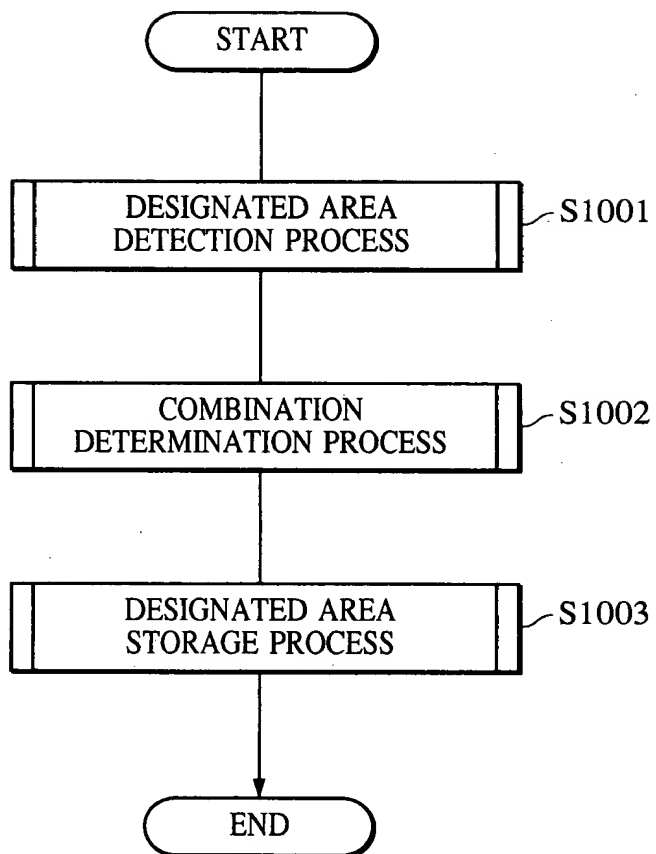 START
DESIGNATED AREA
DETECTION PROCESS
S1001
COMBINATION
DETERMINATION PROCESS
S1002
DESIGNATED AREA
STORAGE PROCESS
S1003
END